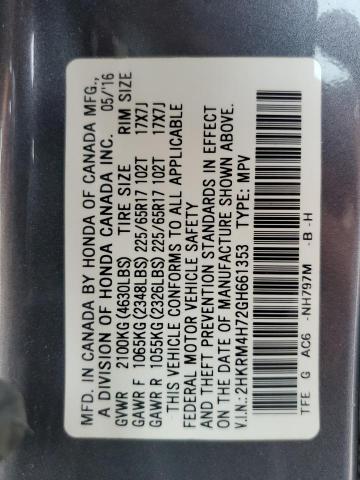 MFD. IN CANADA BY HONDA OF CANADA MFG.,
A DIVISION OF HONDA CANADA INC. 05/'16
GVWR 2100KG(4630LBS) TIRE SIZE RIM SIZE
GAWR F 1065KG(2348LBS) 225/65R17 102T 17X7J
GAWR R 1055KG(2326LBS) 225/65R17 102T 17X7J
THIS VEHICLE CONFORMS TO ALL APPLICABLE
FEDERAL MOTOR VEHICLE SAFETY
AND THEFT PREVENTION STANDARDS IN EFFECT
ON THE DATE OF MANUFACTURE SHOWN ABOVE.
V.I.N.: 2HKRM4H72GH661353 TYPE: MPV
TFE G AC6 -NH797M -B -H